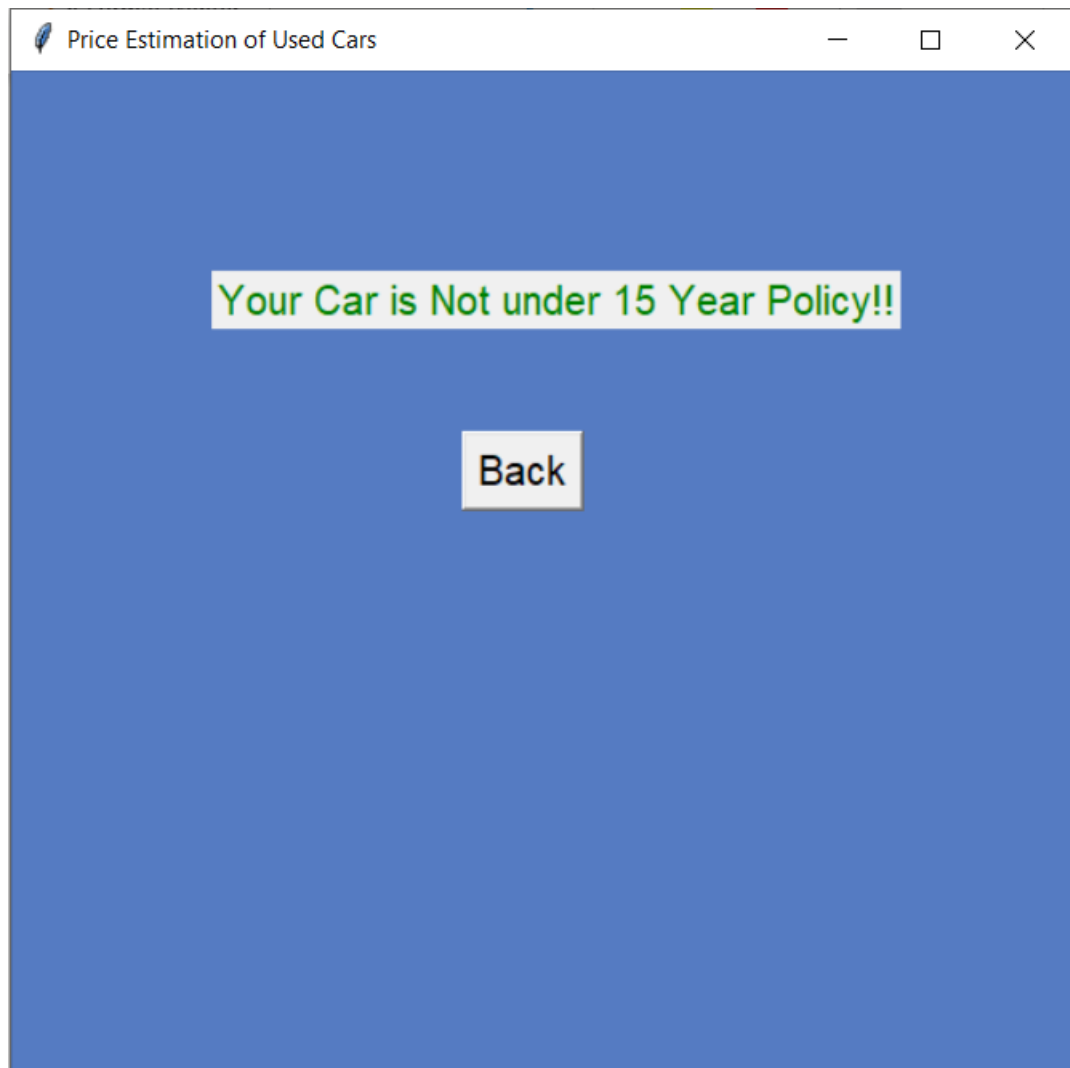 Price Estimation of Used Cars
Your Car is Not under 15 Year Policy!!
Back